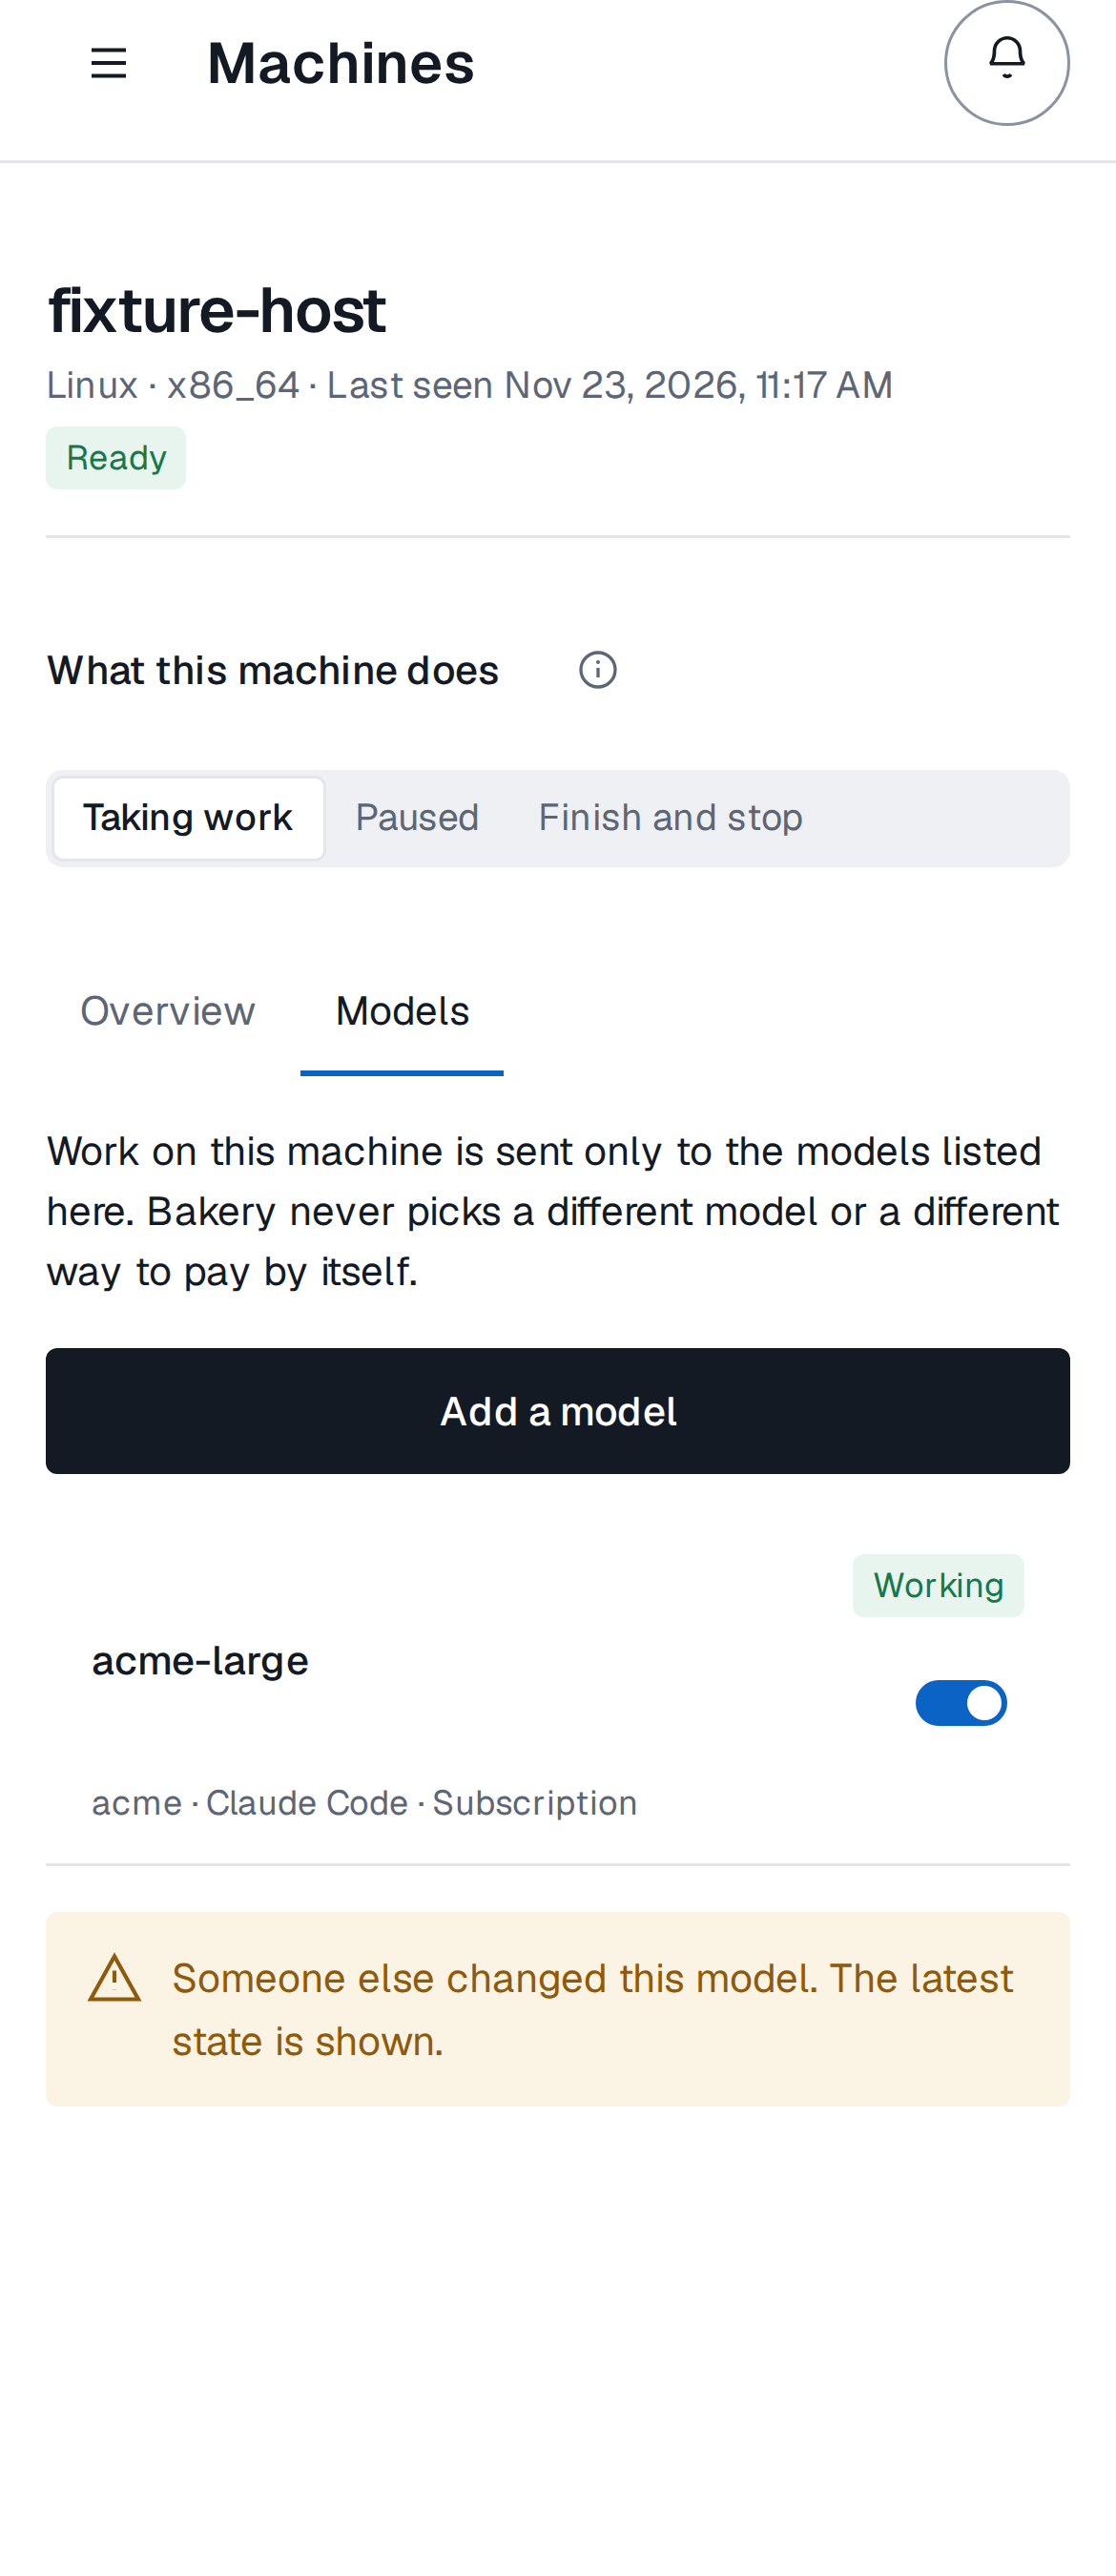 Machines
fixture-host
Linux · x86_64 · Last seen Nov 23, 2026, 11:17 AM
Ready
What this machine does
Taking work Paused Finish and stop
Overview Models
Work on this machine is sent only to the models listed
here. Bakery never picks a different model or a different
way to pay by itself.
Add a model
Working
acme-large
acme · Claude Code · Subscription
Someone else changed this model. The latest
state is shown.